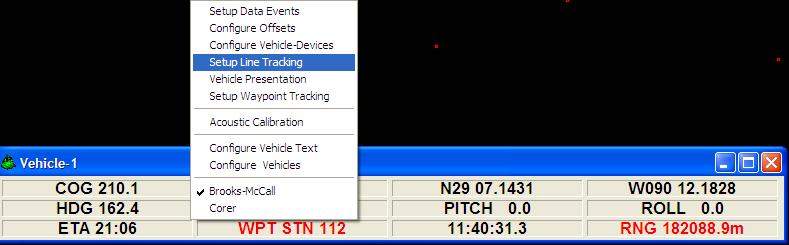 Setup Data Events
Configure Offsets
Configure Vehicle-Devices
Setup Line Tracking
Vehicle Presentation
Setup Waypoint Tracking
Acoustic Calibration
Configure Vehicle Text
Configure Vehicles
Brooks-McCall
Corer
Vehicle-1
COG 210.1 N29 07.1431 W090 12.1828
HDG 162.4 PITCH 0.0 ROLL 0.0
ETA 21:06 WPT STN 112 11:40:31.3 RNG 182088.9m